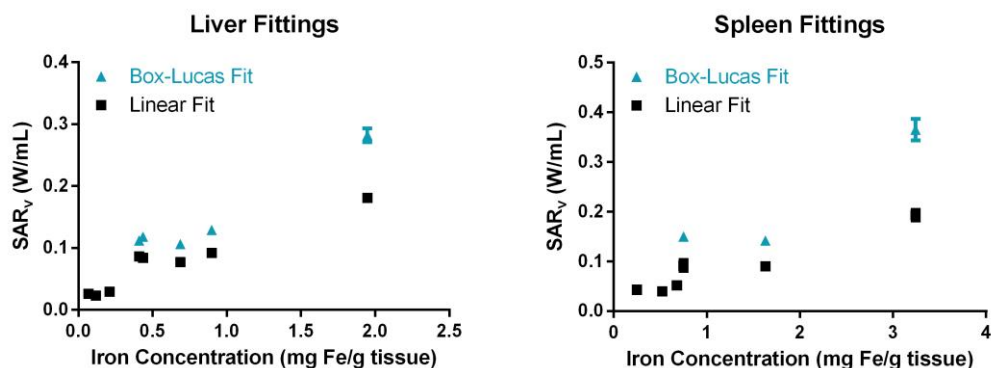 Liver Fittings
0.4
0.3
0.2
0.1
0.0
SARV (W/mL)
Box-Lucas Fit
Linear Fit
0.0 0.5 1.0 1.5 2.0 2.5
Iron Concentration (mg Fe/g tissue)
Spleen Fittings
0.5
0.4
0.3
0.2
0.1
0.0
SARV (W/mL)
Box-Lucas Fit
Linear Fit
0 1 2 3 4
Iron Concentration (mg Fe/g tissue)